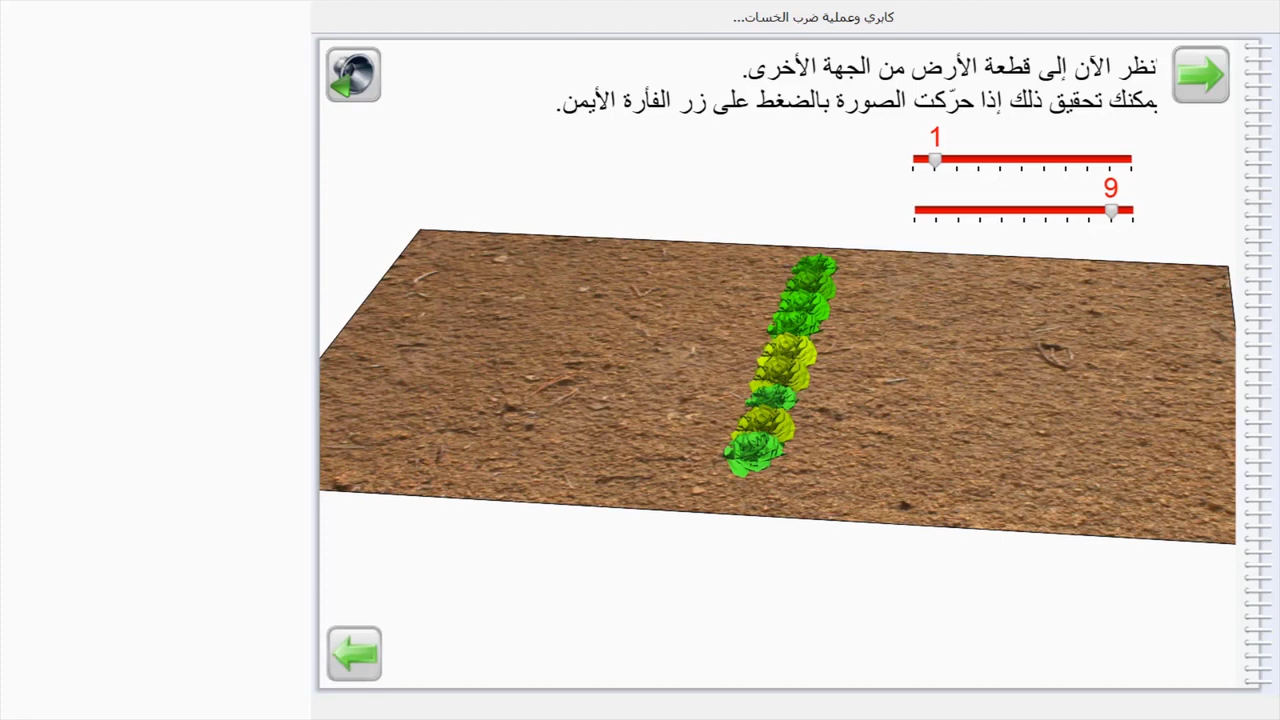 كابري وعملية ضرب الخسات...
نظر الآن إلى قطعة الأرض من الجهة الأخرى.
يمكنك تحقيق ذلك إذا حرّكت الصورة بالضغط على زر الفأرة الأيمن.
1
9